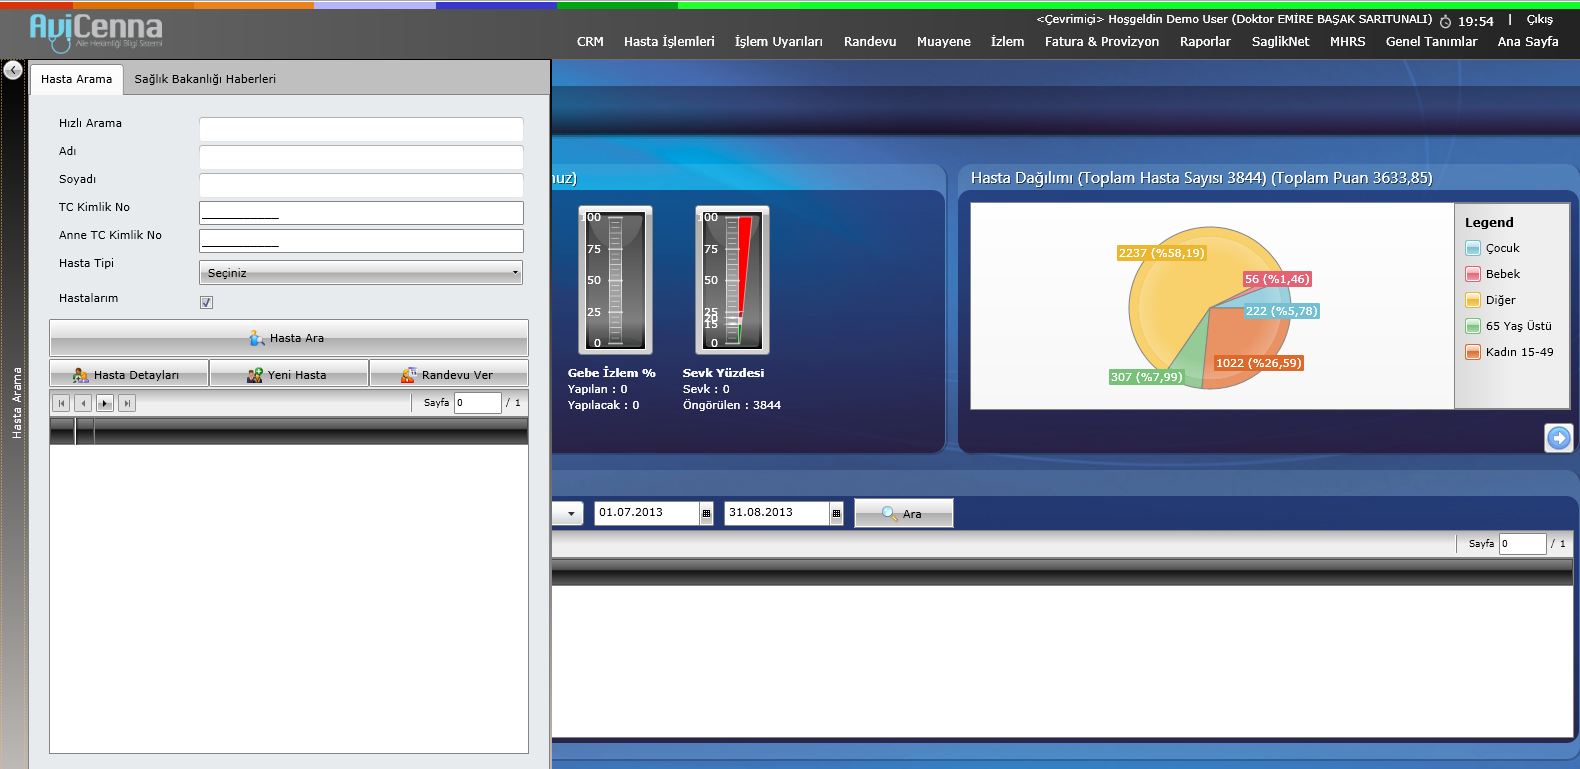 AviCenna
Aile Hekimliği Bilgi Sistemi
<Çevrimiçi> Hoşgeldin Demo User (Doktor EMİRE BAŞAK SARITUNALI) 19:54 | Çıkış
CRM Hasta İşlemleri İşlem Uyarıları Randevu Muayene İzlem Fatura & Provizyon Raporlar SaglikNet MHRS Genel Tanımlar Ana Sayfa
Hasta Arama Sağlık Bakanlığı Haberleri
Hızlı Arama
Adı
Soyadı
TC Kimlik No ___________
Anne TC Kimlik No ___________
Hasta Tipi Seçiniz
Hastalarım
Hasta Ara
Hasta Detayları Yeni Hasta Randevu Ver
Sayfa 0 / 1
Hasta Arama
nuz)
00 75 50 25 0
00 75 50 25 20 15 0
Gebe İzlem %
Yapılan : 0
Yapılacak : 0
Sevk Yüzdesi
Sevk : 0
Öngörülen : 3844
Hasta Dağılımı (Toplam Hasta Sayısı 3844) (Toplam Puan 3633,85)
2237 (%58,19)
56 (%1,46)
222 (%5,78)
1022 (%26,59)
307 (%7,99)
Legend
Çocuk
Bebek
Diğer
65 Yaş Üstü
Kadın 15-49
01.07.2013 31.08.2013 Ara
Sayfa 0 / 1